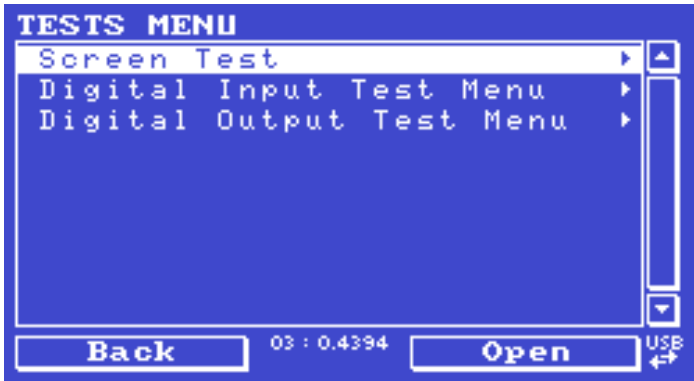 TESTS MENU
Screen Test
Digital Input Test Menu
Digital Output Test Menu
Back 03 : 0.4394 Open USB